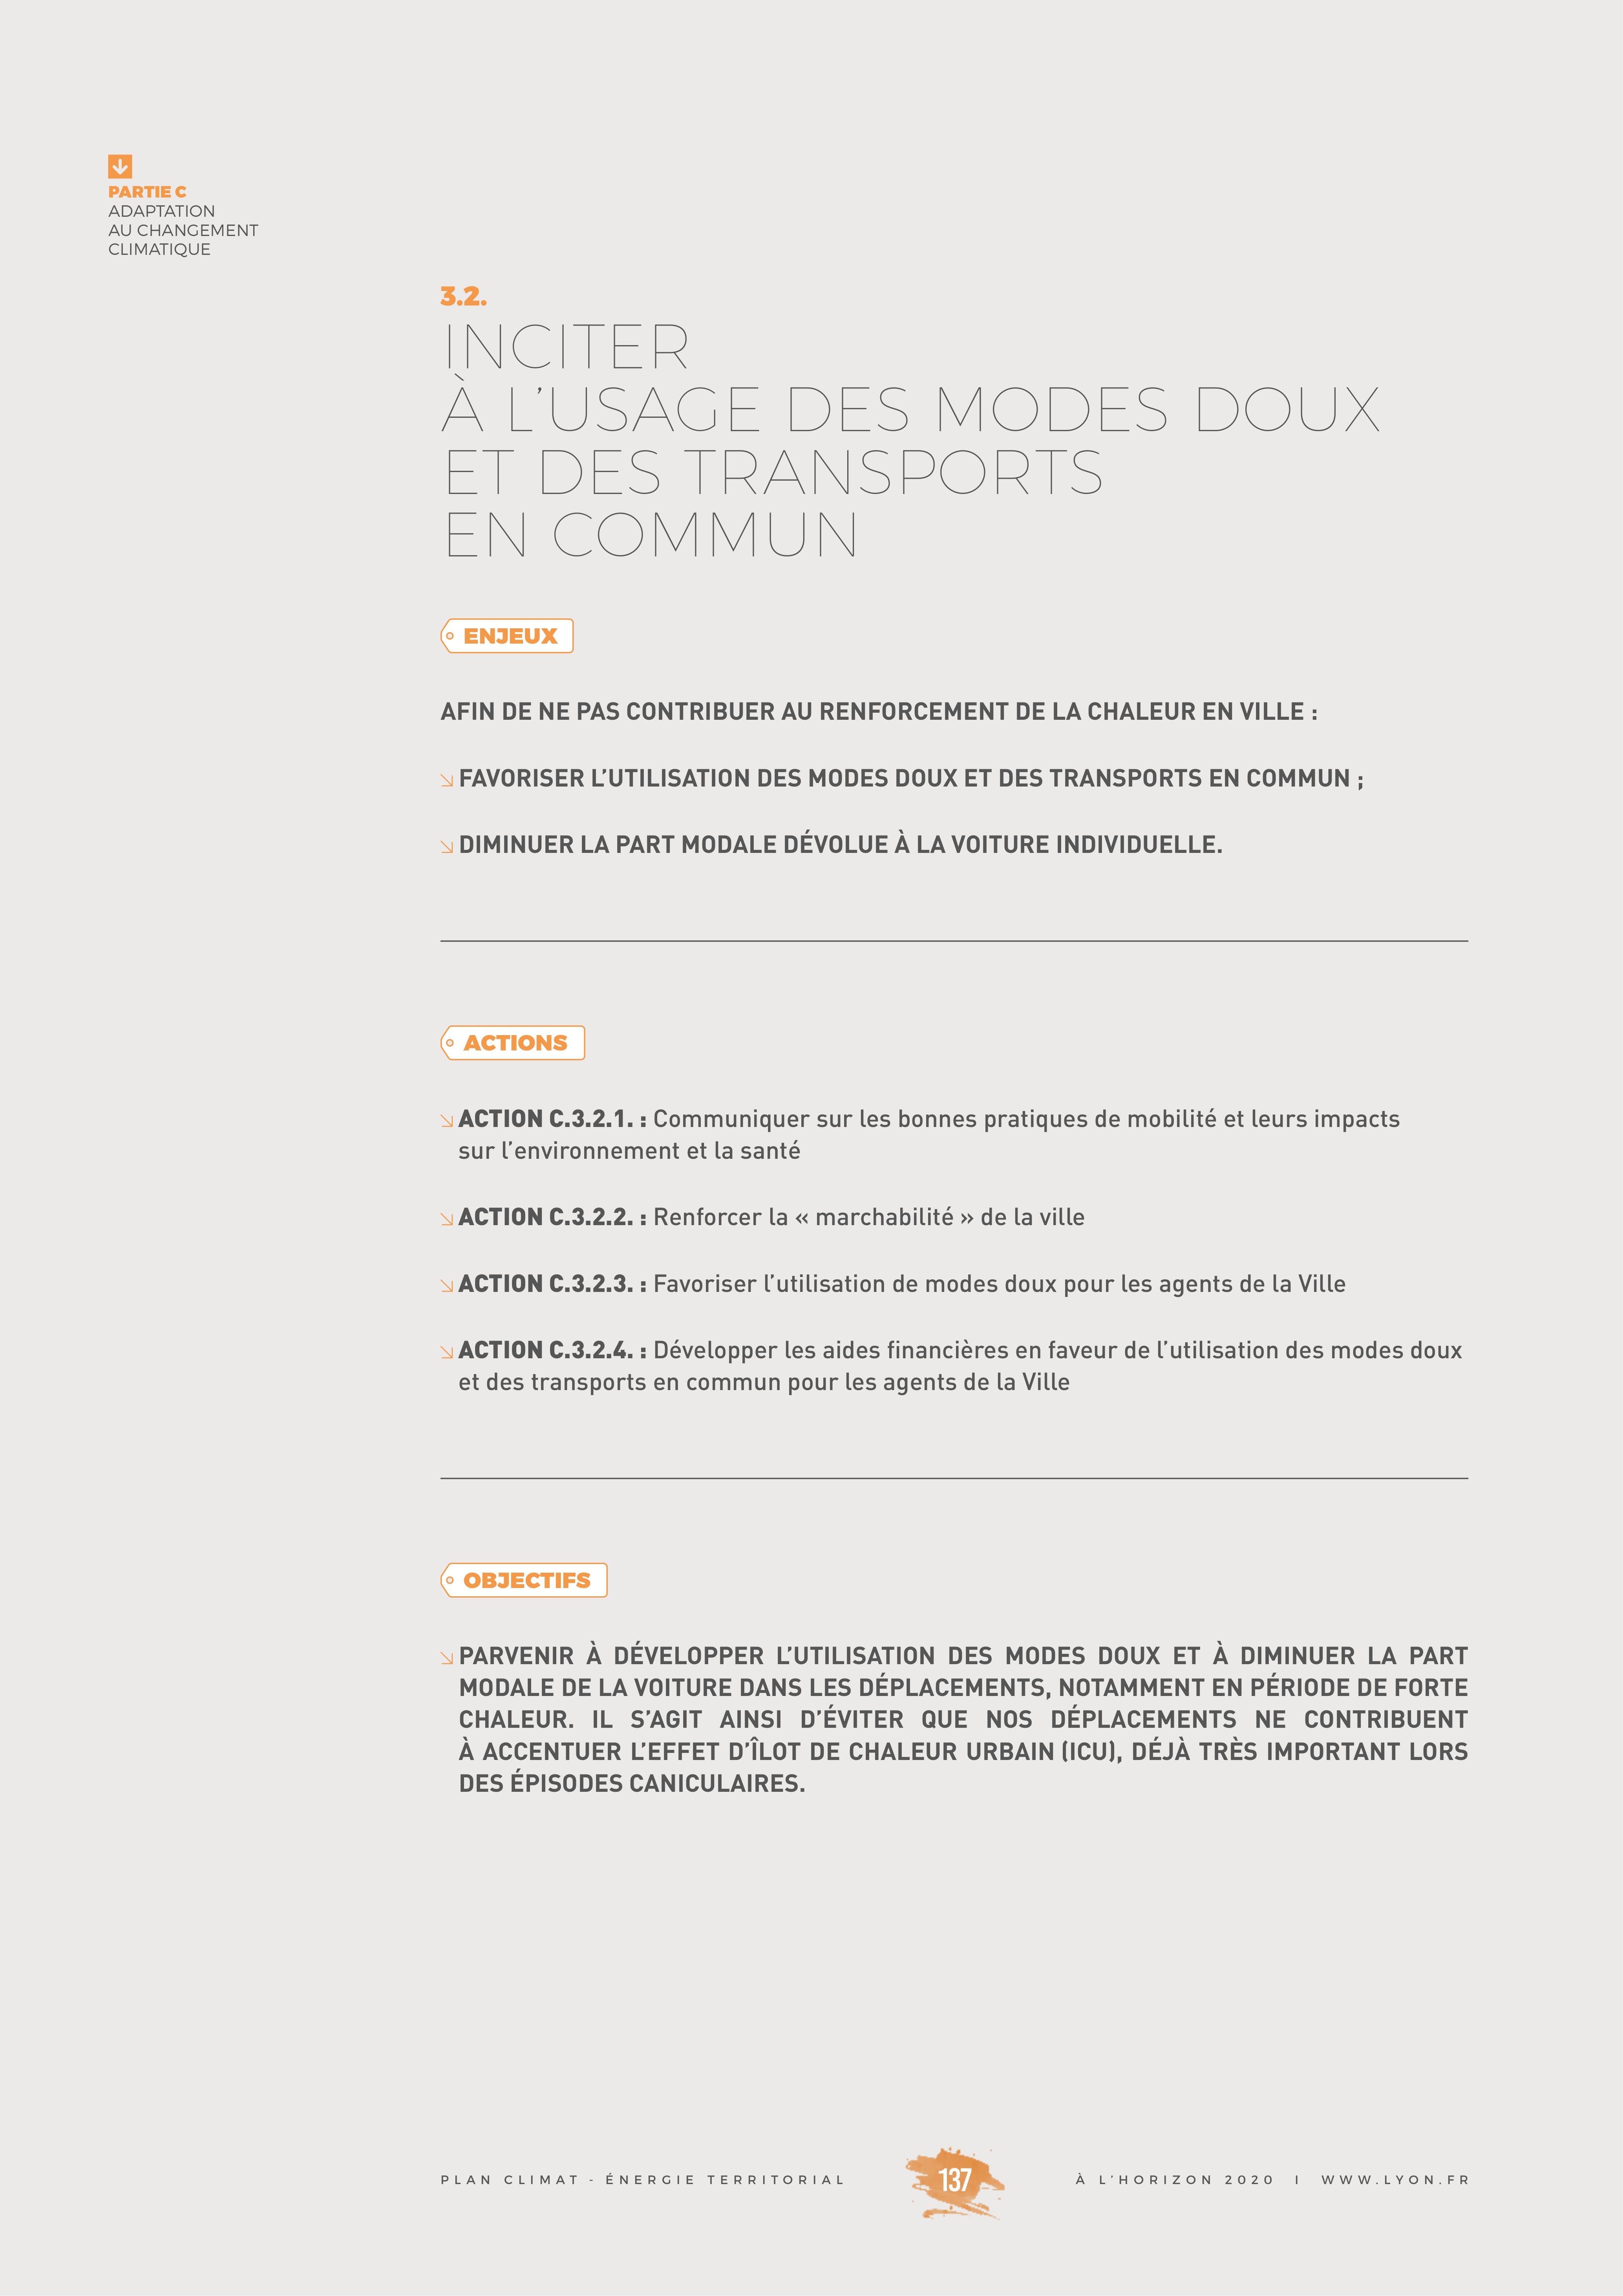 PARTIE C
ADAPTATION
AU CHANGEMENT
CLIMATIQUE
3.2.
INCITER
À L’USAGE DES MODES DOUX
ET DES TRANSPORTS
EN COMMUN
ENJEUX
AFIN DE NE PAS CONTRIBUER AU RENFORCEMENT DE LA CHALEUR EN VILLE :
FAVORISER L’UTILISATION DES MODES DOUX ET DES TRANSPORTS EN COMMUN ;
DIMINUER LA PART MODALE DÉVOLUE À LA VOITURE INDIVIDUELLE.
ACTIONS
ACTION C.3.2.1. : Communiquer sur les bonnes pratiques de mobilité et leurs impacts
sur l’environnement et la santé
ACTION C.3.2.2. : Renforcer la « marchabilité » de la ville
ACTION C.3.2.3. : Favoriser l’utilisation de modes doux pour les agents de la Ville
ACTION C.3.2.4. : Développer les aides financières en faveur de l’utilisation des modes doux
et des transports en commun pour les agents de la Ville
OBJECTIFS
PARVENIR À DÉVELOPPER L’UTILISATION DES MODES DOUX ET À DIMINUER LA PART
MODALE DE LA VOITURE DANS LES DÉPLACEMENTS, NOTAMMENT EN PÉRIODE DE FORTE
CHALEUR. IL S’AGIT AINSI D’ÉVITER QUE NOS DÉPLACEMENTS NE CONTRIBUENT
À ACCENTUER L’EFFET D’ÎLOT DE CHALEUR URBAIN (ICU), DÉJÀ TRÈS IMPORTANT LORS
DES ÉPISODES CANICULAIRES.
PLAN CLIMAT - ÉNERGIE TERRITORIAL 137 À L’HORIZON 2020 I WWW.LYON.FR